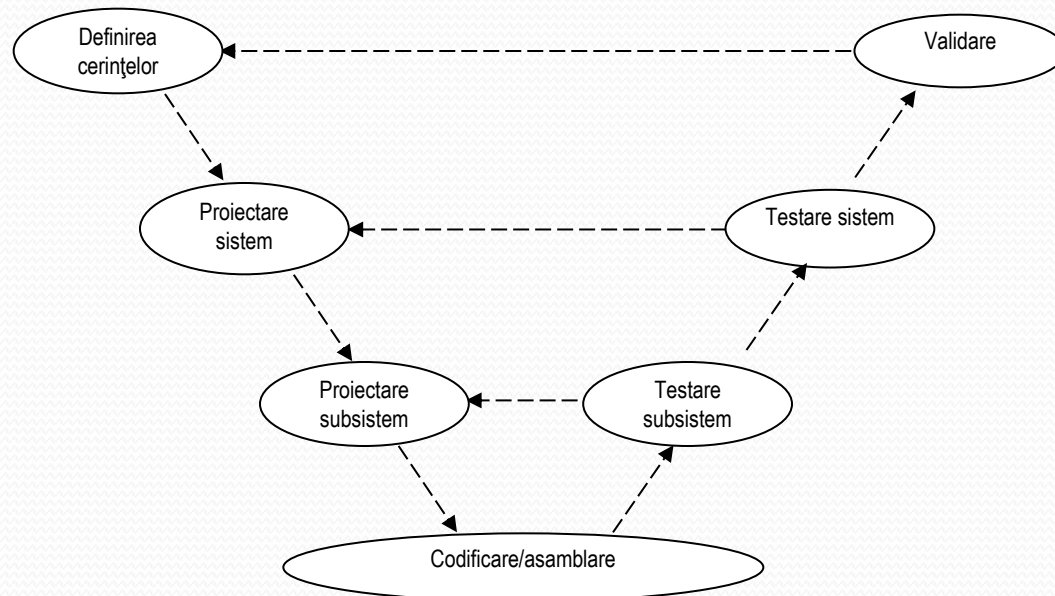 Definirea
cerinţelor
Validare
Proiectare
sistem
Testare sistem
Proiectare
subsistem
Testare
subsistem
Codificare/asamblare